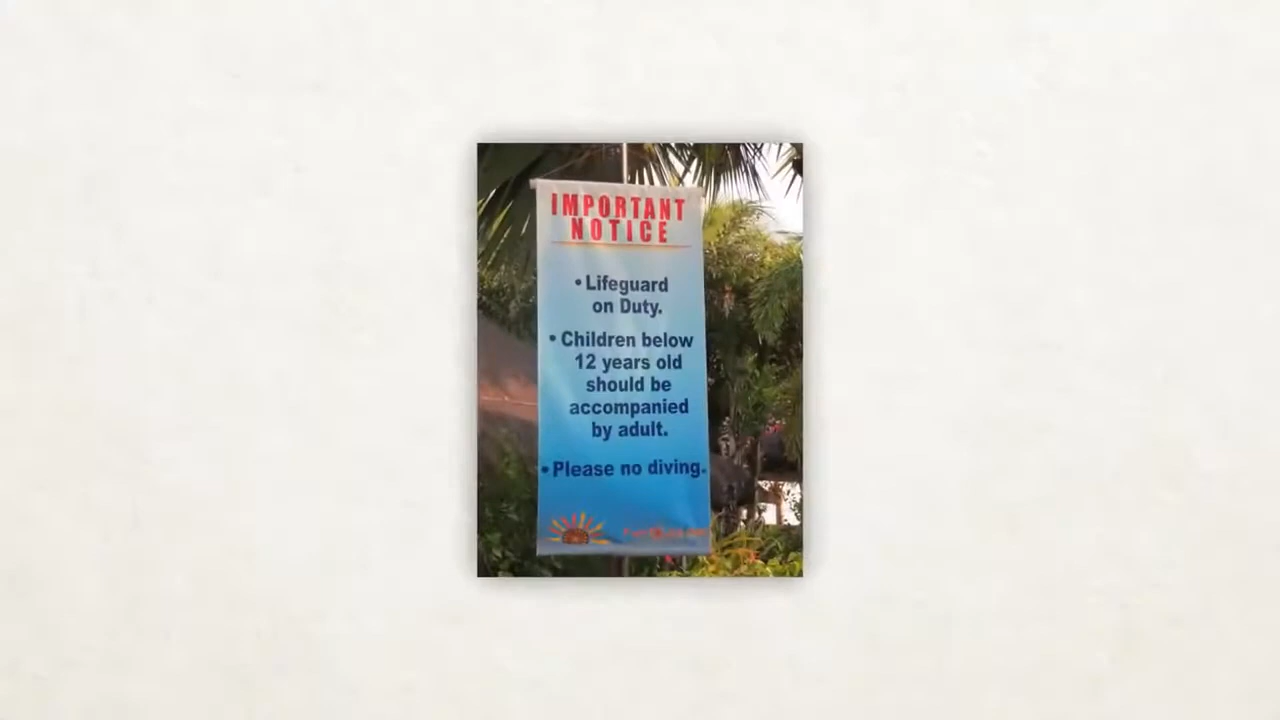 IMPORTANT
NOTICE
• Lifeguard
on Duty.
• Children below
12 years old
should be
accompanied
by adult.
• Please no diving.